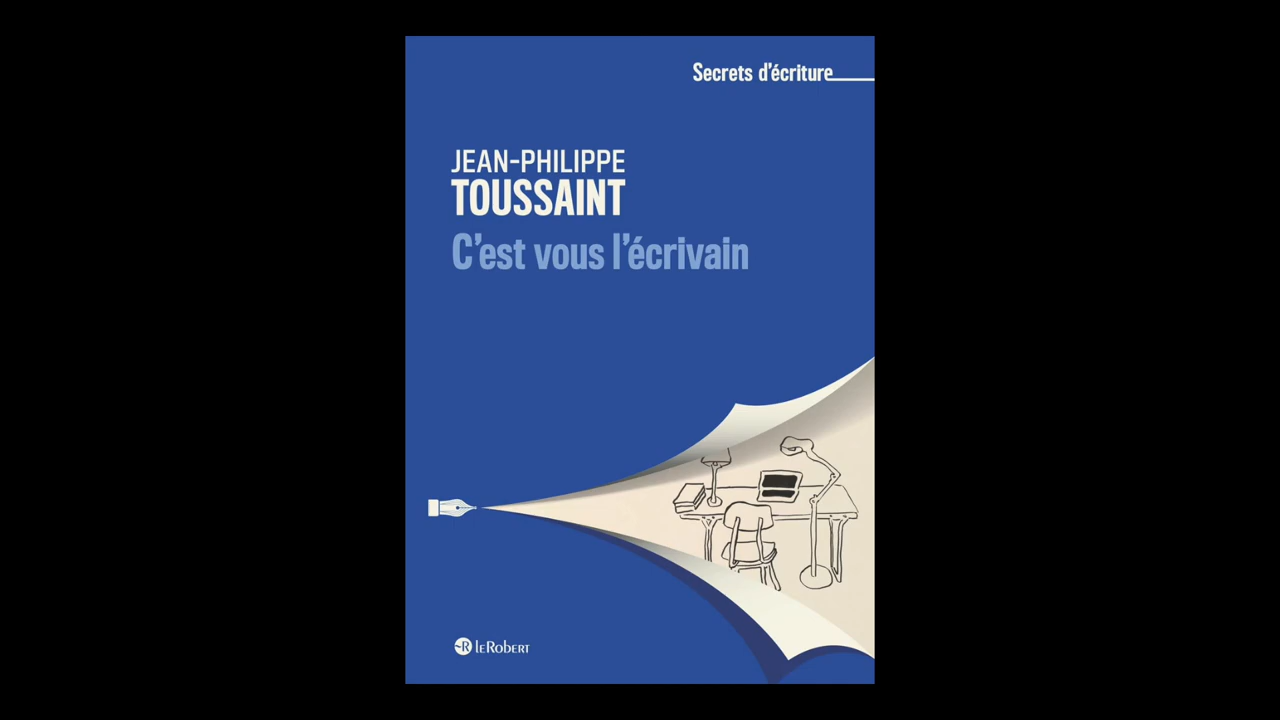 Secrets d'écriture
JEAN-PHILIPPE
TOUSSAINT
C'est vous l'écrivain
R leRobert